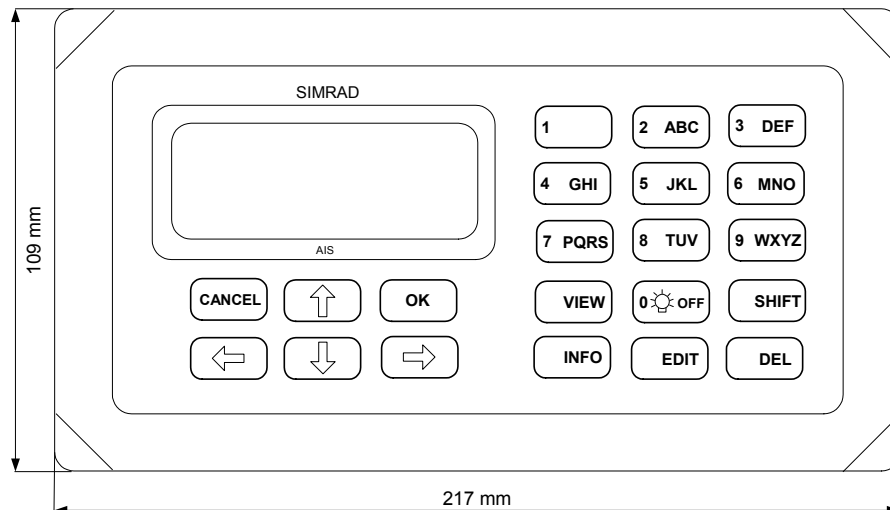 SIMRAD
AIS
109 mm
1
2 ABC
3 DEF
4 GHI
5 JKL
6 MNO
7 PQRS
8 TUV
9 WXYZ
CANCEL
OK
VIEW
0 OFF
SHIFT
INFO
EDIT
DEL
217 mm